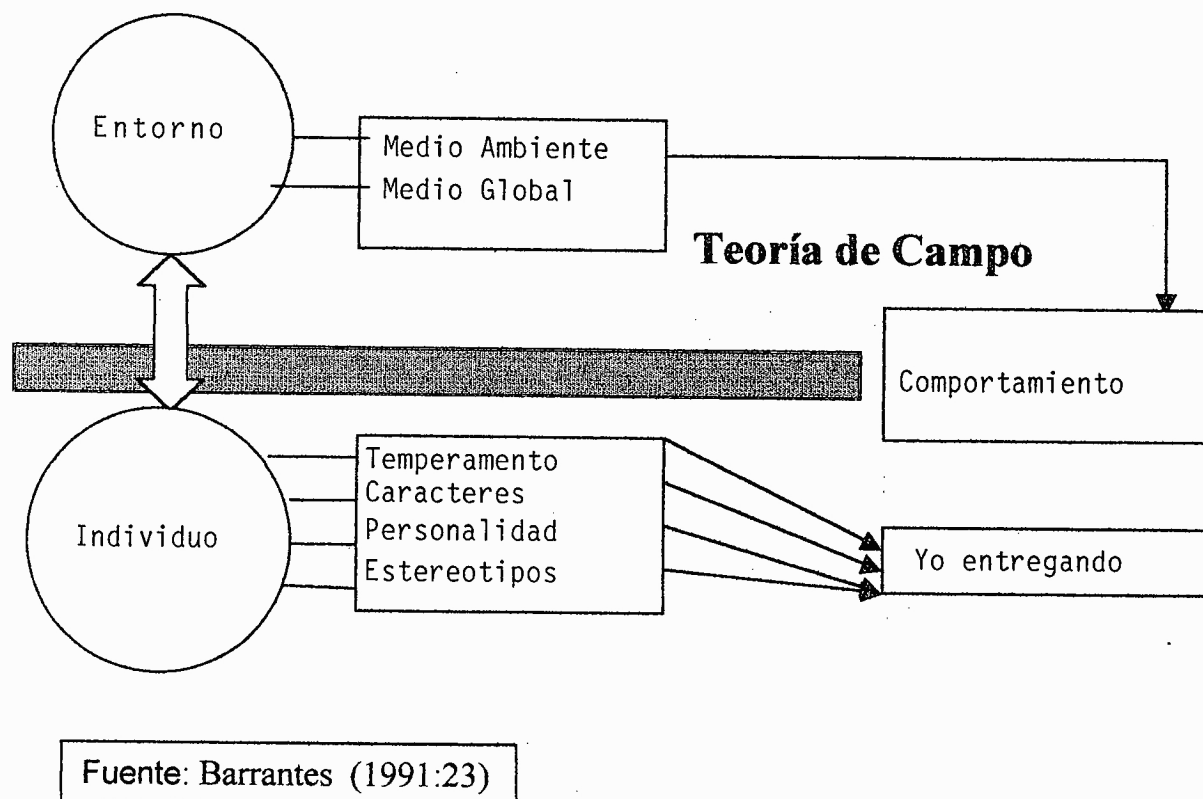 Entorno
Medio Ambiente
Medio Global
Teoría de Campo
Comportamiento
Individuo
Temperamento
Caracteres
Personalidad
Estereotipos
Yo entregando
Fuente: Barrantes (1991:23)